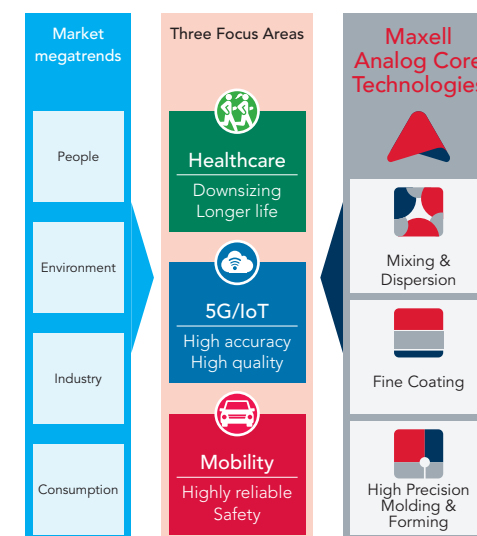 Market
megatrends
People
Environment
Industry
Consumption
Three Focus Areas
Healthcare
Downsizing
Longer life
5G/IoT
High accuracy
High quality
Mobility
Highly reliable
Safety
Maxell
Analog Core
Technologies
Mixing &
Dispersion
Fine Coating
High Precision
Molding &
Forming